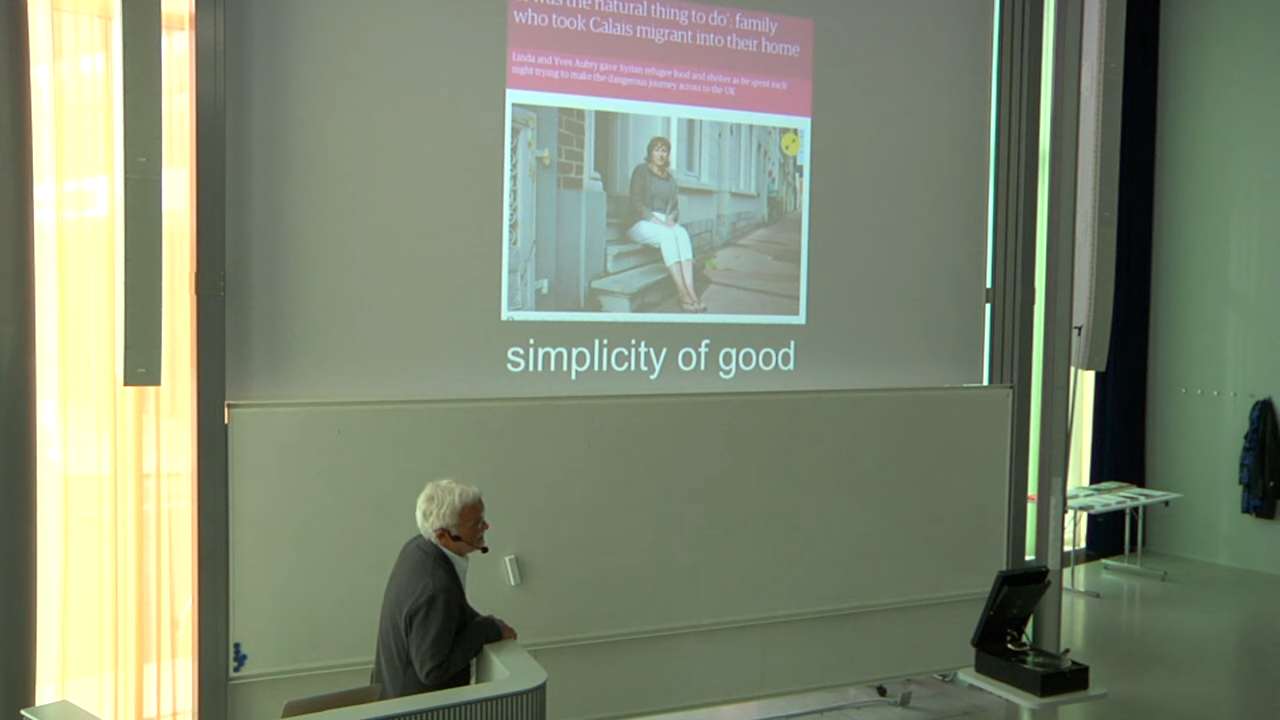 the natural thing to do': family
who took Calais migrant into their home
Linda and Yves Aubry gave Syrian refugee food and shelter as he spent each
night trying to make the dangerous journey across to the UK
simplicity of good